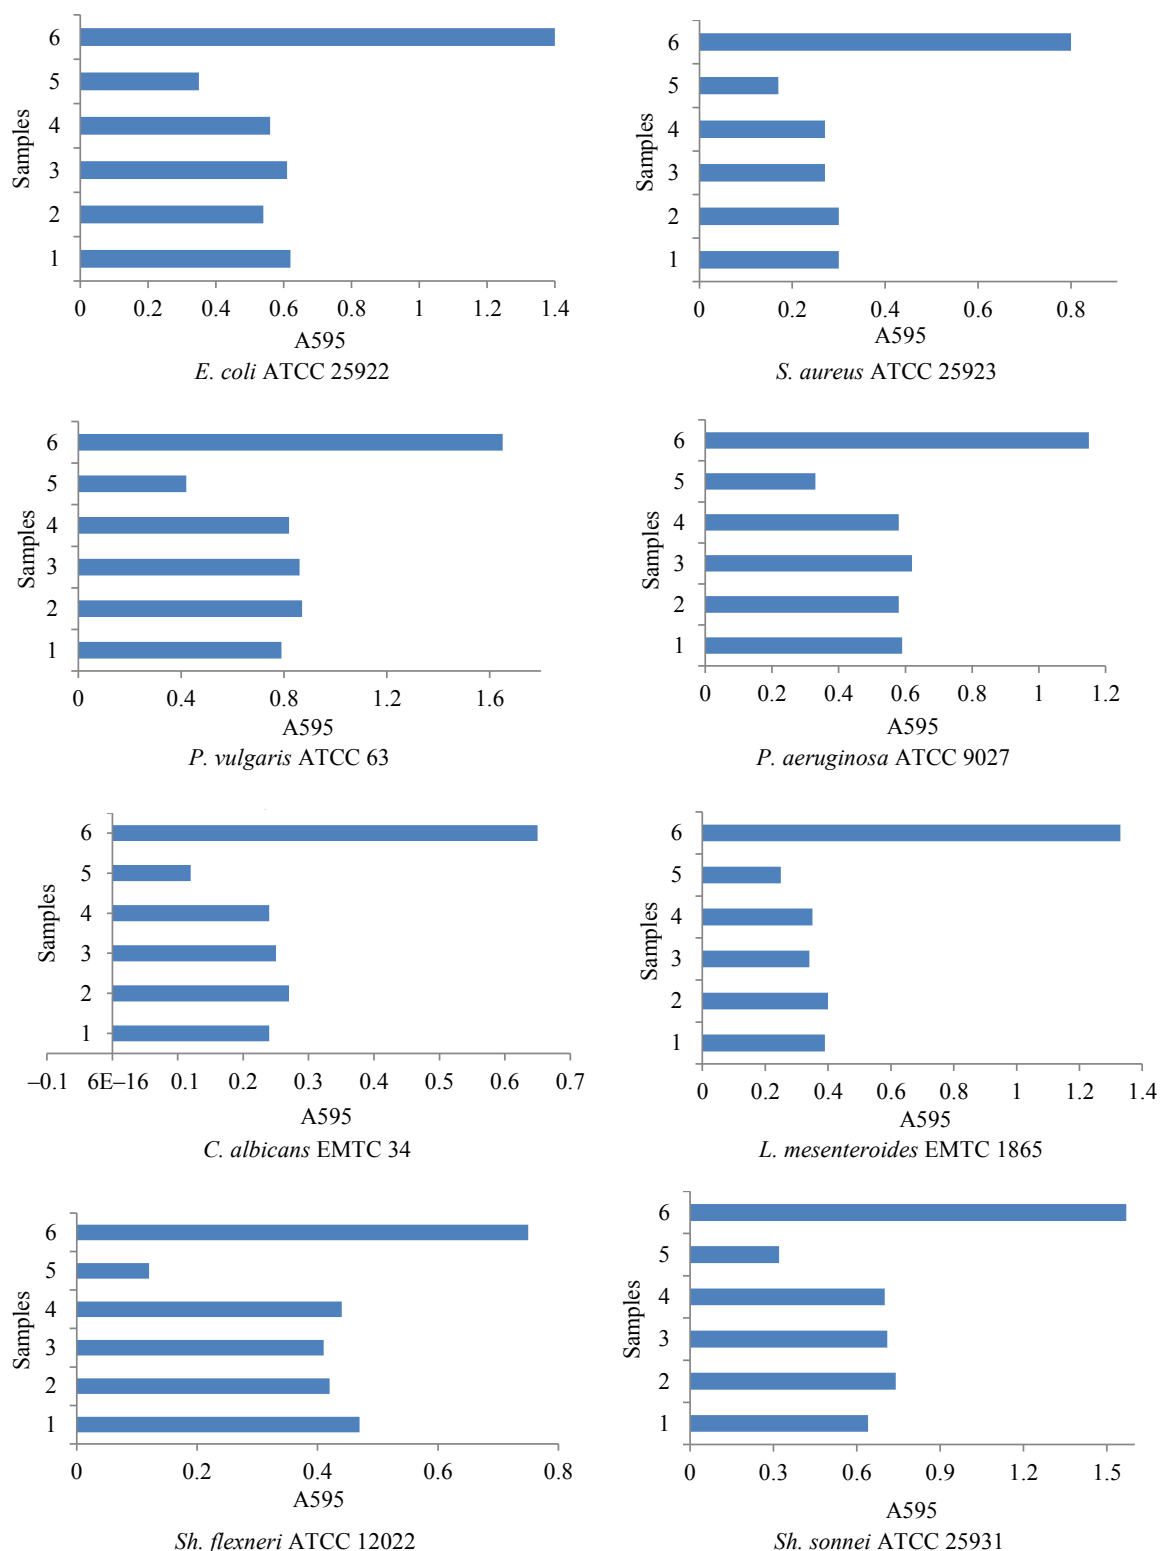 6
5
4
3
2
1
Samples
0 0.2 0.4 0.6 0.8 1 1.2 1.4
A595
E. coli ATCC 25922
6
5
4
3
2
1
Samples
0 0.2 0.4 0.6 0.8
A595
S. aureus ATCC 25923
6
5
4
3
2
1
Samples
0 0.4 0.8 1.2 1.6
A595
P. vulgaris ATCC 63
6
5
4
3
2
1
Samples
0 0.2 0.4 0.6 0.8 1 1.2
A595
P. aeruginosa ATCC 9027
6
5
4
3
2
1
Samples
–0.1 6E–16 0.1 0.2 0.3 0.4 0.5 0.6 0.7
A595
C. albicans EMTC 34
6
5
4
3
2
1
Samples
0 0.2 0.4 0.6 0.8 1 1.2 1.4
A595
L. mesenteroides EMTC 1865
6
5
4
3
2
1
Samples
0 0.2 0.4 0.6 0.8
A595
Sh. flexneri ATCC 12022
6
5
4
3
2
1
Samples
0 0.3 0.6 0.9 1.2 1.5
A595
Sh. sonnei ATCC 25931